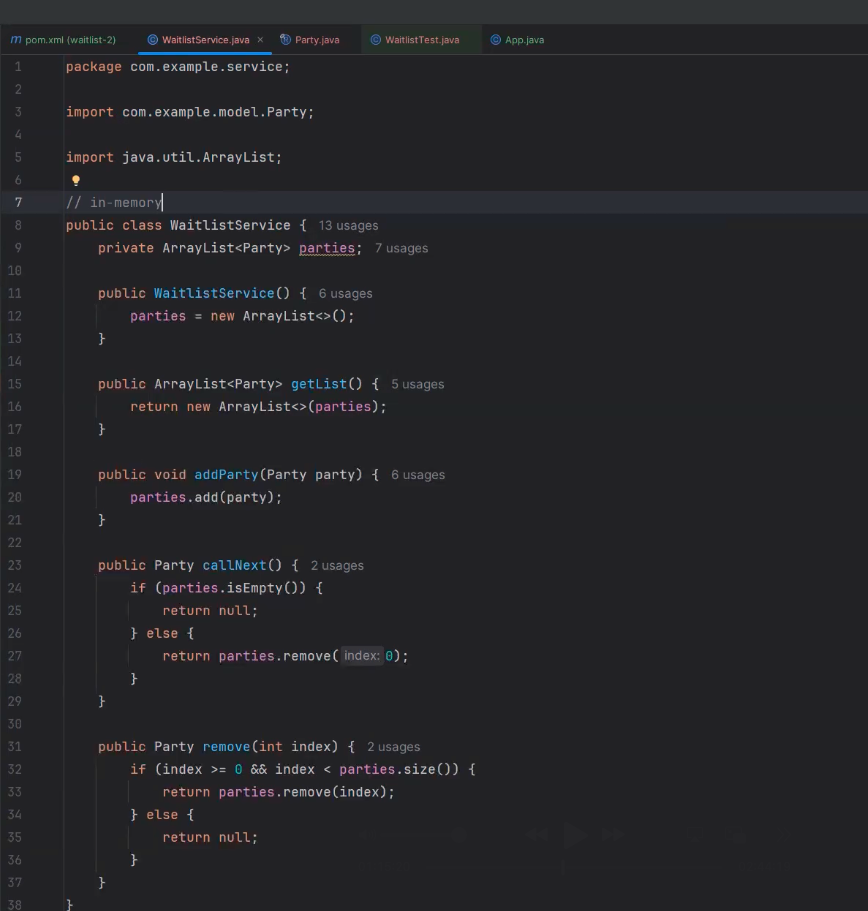 pom.xml (waitlist-2) WaitlistService.java × Party.java WaitlistTest.java App.java
1 package com.example.service;
2
3 import com.example.model.Party;
4
5 import java.util.ArrayList;
6
7 // in-memory
8 public class WaitlistService { 13 usages
9 private ArrayList<Party> parties; 7 usages
10
11 public WaitlistService() { 6 usages
12 parties = new ArrayList<>();
13 }
14
15 public ArrayList<Party> getList() { 5 usages
16 return new ArrayList<>(parties);
17 }
18
19 public void addParty(Party party) { 6 usages
20 parties.add(party);
21 }
22
23 public Party callNext() { 2 usages
24 if (parties.isEmpty()) {
25 return null;
26 } else {
27 return parties.remove( index: 0);
28 }
29 }
30
31 public Party remove(int index) { 2 usages
32 if (index >= 0 && index < parties.size()) {
33 return parties.remove(index);
34 } else {
35 return null;
36 }
37 }
38 }